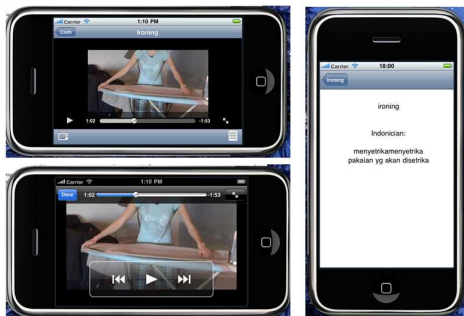 Carrier 1:10 PM
Cloth Ironing
1:02 -1:53
Carrier 1:10 PM
Done -1:02 -1:53
Carrier 18:00
Ironing
ironing
Indonician:
menyetrikamenyetrika
pakaian yg akan disetrika